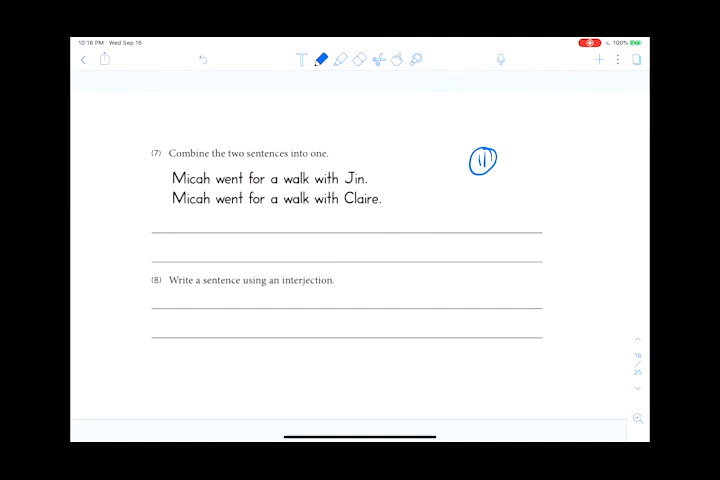 10:16 PM Wed Sep 16
100%
T
(7) Combine the two sentences into one.
Micah went for a walk with Jin.
Micah went for a walk with Claire.
(8) Write a sentence using an interjection.
16
/
25